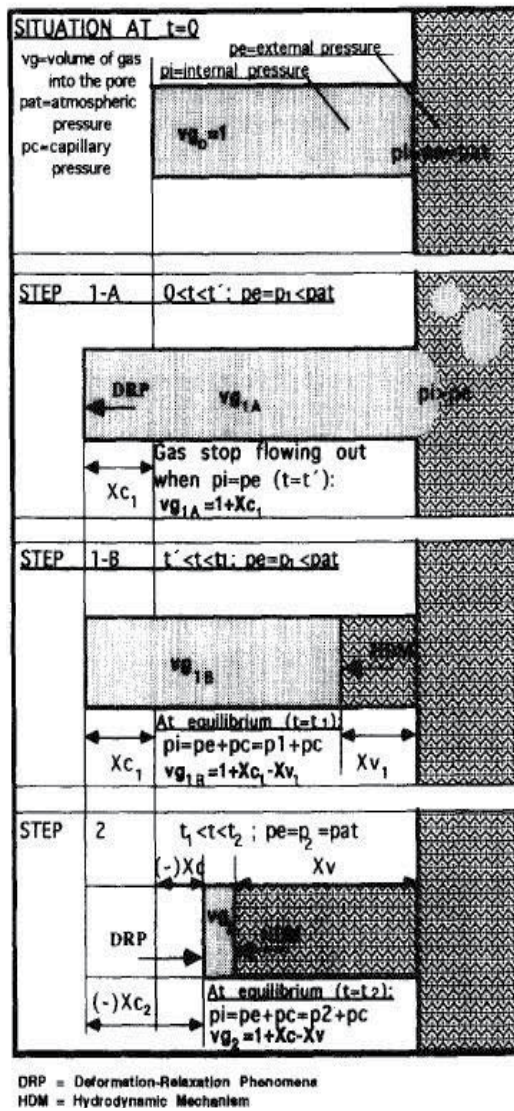 SITUATION AT t=0
pe=external pressure
vg=volume of gas
into the pore
pi=internal pressure
pat=atmospheric
pressure
pc=capillary
pressure
vg₀=1
pi=pe=pat
STEP 1-A 0<t<t´; pe=p₁<pat
DRP
vg₁A
pi>pe
Xc₁
Gas stop flowing out
when pi=pe (t=t´):
vg₁A=1+Xc₁
STEP 1-B t´<t<t₁; pe=p₁<pat
vg₁B
HDM
Xc₁
At equilibrium (t=t₁):
pi=pe+pc=p1+pc
vg₁B=1+Xc₁-Xv₁
Xv₁
STEP 2 t₁<t<t₂; pe=p₂=pat
(-)Xc
Xv
DRP
HDM
(-)Xc₂
At equilibrium (t=t₂):
pi=pe+pc=p2+pc
vg₂=1+Xc-Xv
DRP = Deformation-Relaxation Phenomena
HDM = Hydrodynamic Mechanism